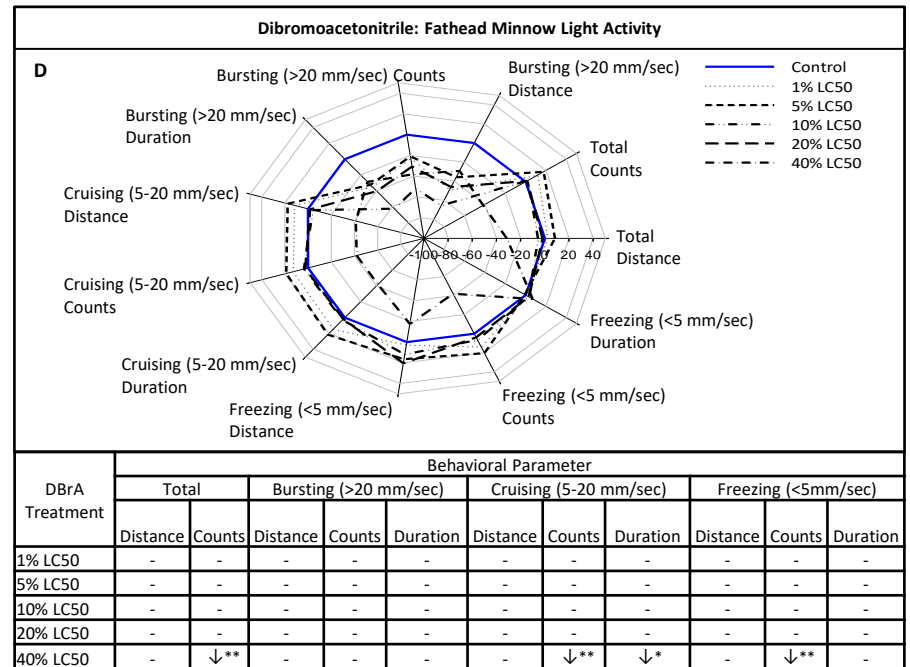 Dibromoacetonitrile: Fathead Minnow Light Activity
D
Bursting (>20 mm/sec) Counts
Bursting (>20 mm/sec)
Distance
Control
1% LC50
5% LC50
10% LC50
20% LC50
40% LC50
Bursting (>20 mm/sec)
Duration
Total
Counts
Cruising (5-20 mm/sec)
Distance
Total
Distance
-100 -80 -60 -40 -20 0 20 40
Cruising (5-20 mm/sec)
Counts
Freezing (<5 mm/sec)
Duration
Cruising (5-20 mm/sec)
Duration
Freezing (<5 mm/sec)
Counts
Freezing (<5 mm/sec)
Distance
DBrA
Treatment
Behavioral Parameter
Total Bursting (>20 mm/sec) Cruising (5-20 mm/sec) Freezing (<5mm/sec)
Distance Counts Distance Counts Duration Distance Counts Duration Distance Counts Duration
1% LC50 - - - - - - - - - - -
5% LC50 - - - - - - - - - - -
10% LC50 - - - - - - - - - - -
20% LC50 - - - - - - - - - - -
40% LC50 - ↓** - - - - ↓** ↓* - ↓** -